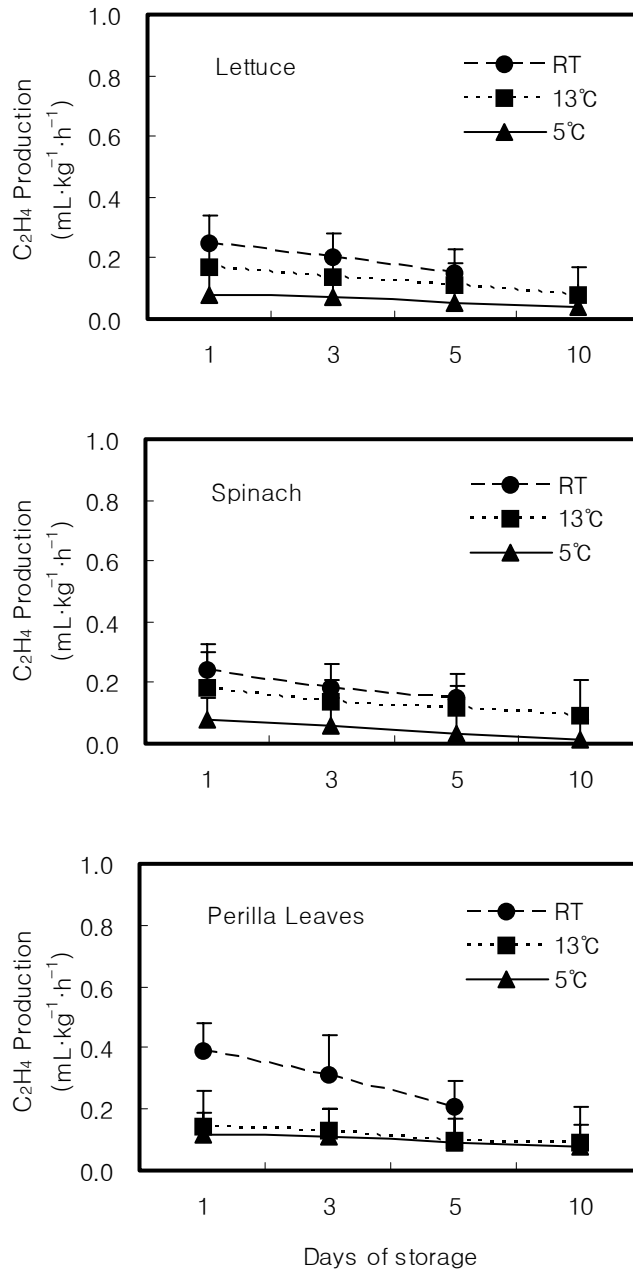 Lettuce
RT
13℃
5℃
C₂H₄ Production
(mL·kg⁻¹·h⁻¹)
1.0
0.8
0.6
0.4
0.2
0.0
1 3 5 10
Spinach
RT
13℃
5℃
C₂H₄ Production
(mL·kg⁻¹·h⁻¹)
1.0
0.8
0.6
0.4
0.2
0.0
1 3 5 10
Perilla Leaves
RT
13℃
5℃
C₂H₄ Production
(mL·kg⁻¹·h⁻¹)
1.0
0.8
0.6
0.4
0.2
0.0
1 3 5 10
Days of storage